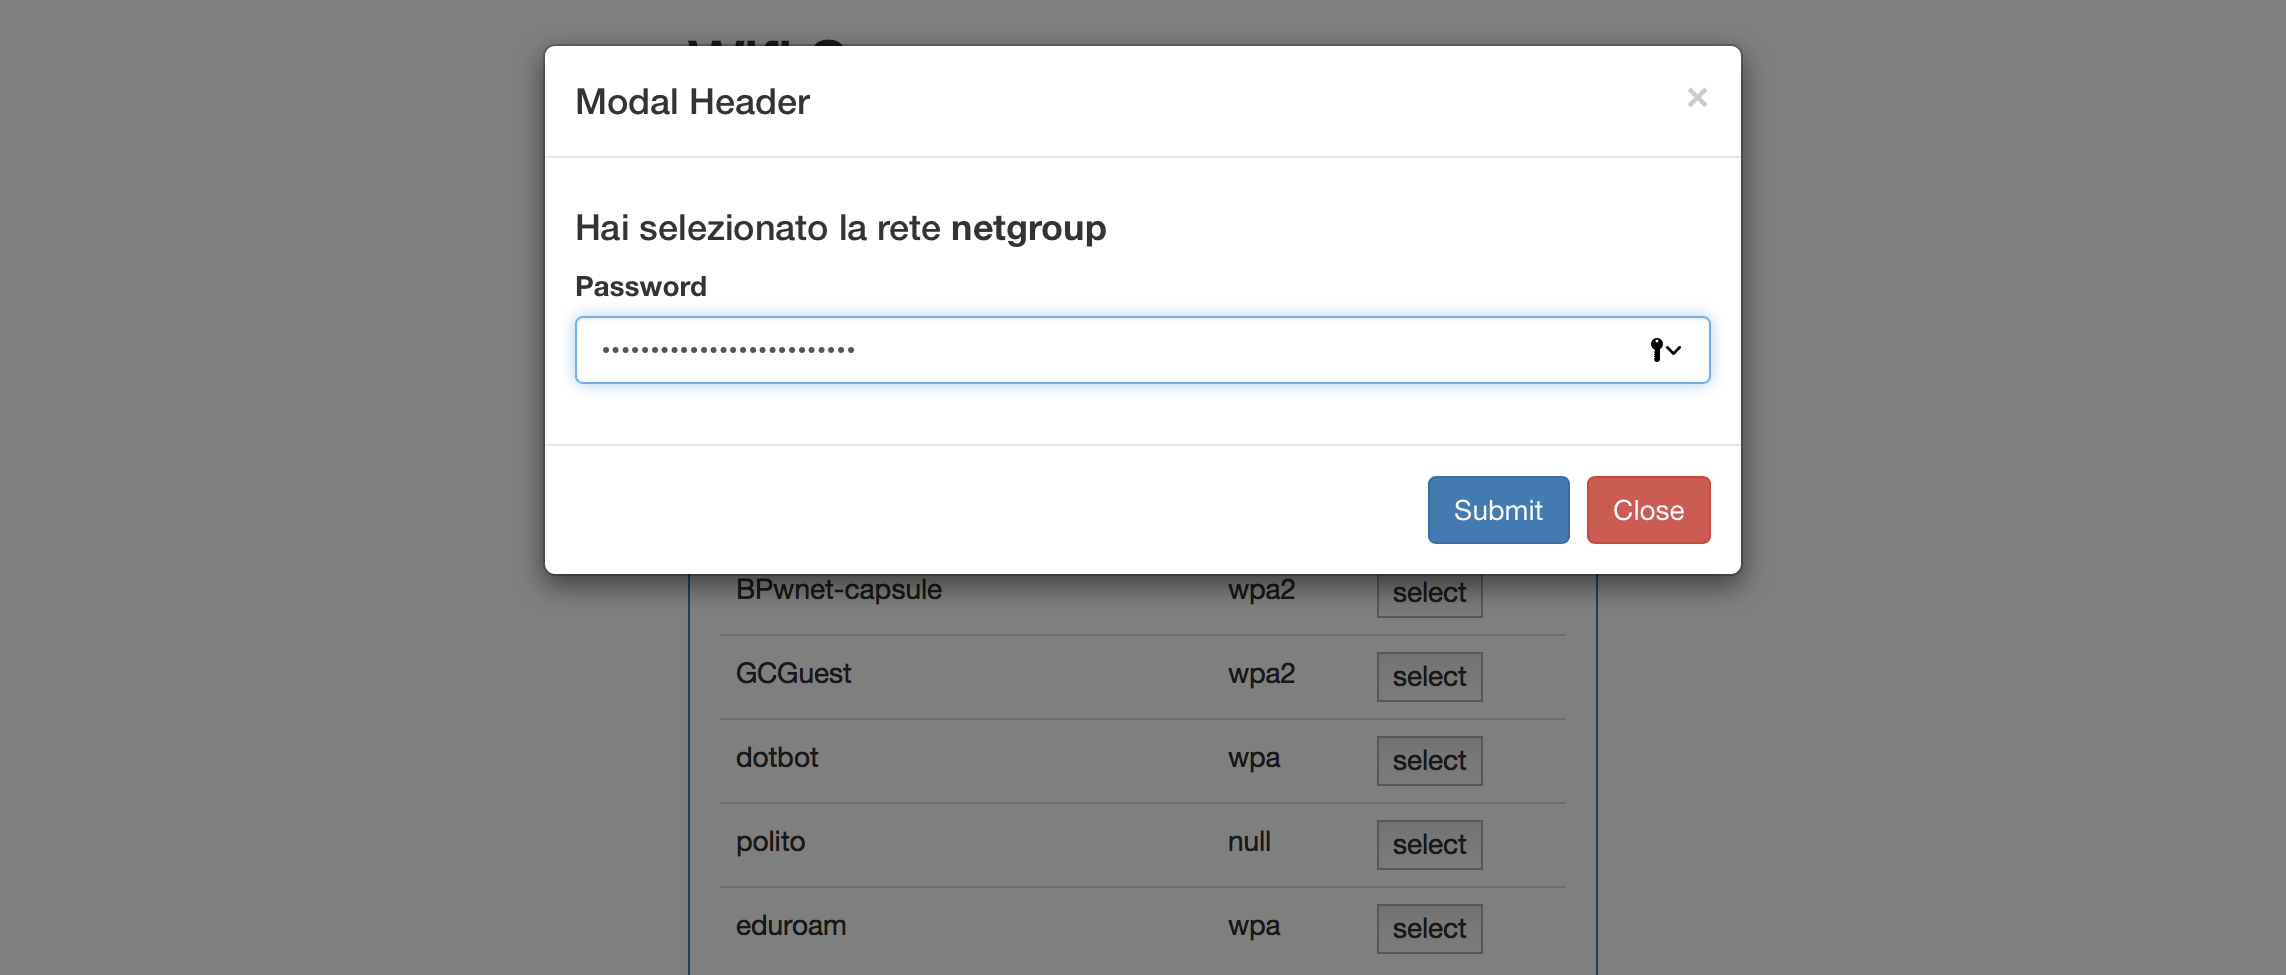 Modal Header ×
Hai selezionato la rete netgroup
Password
••••••••••••••••••••••••••
Submit Close
BPwnet-capsule wpa2 select
GCGuest wpa2 select
dotbot wpa select
polito null select
eduroam wpa select